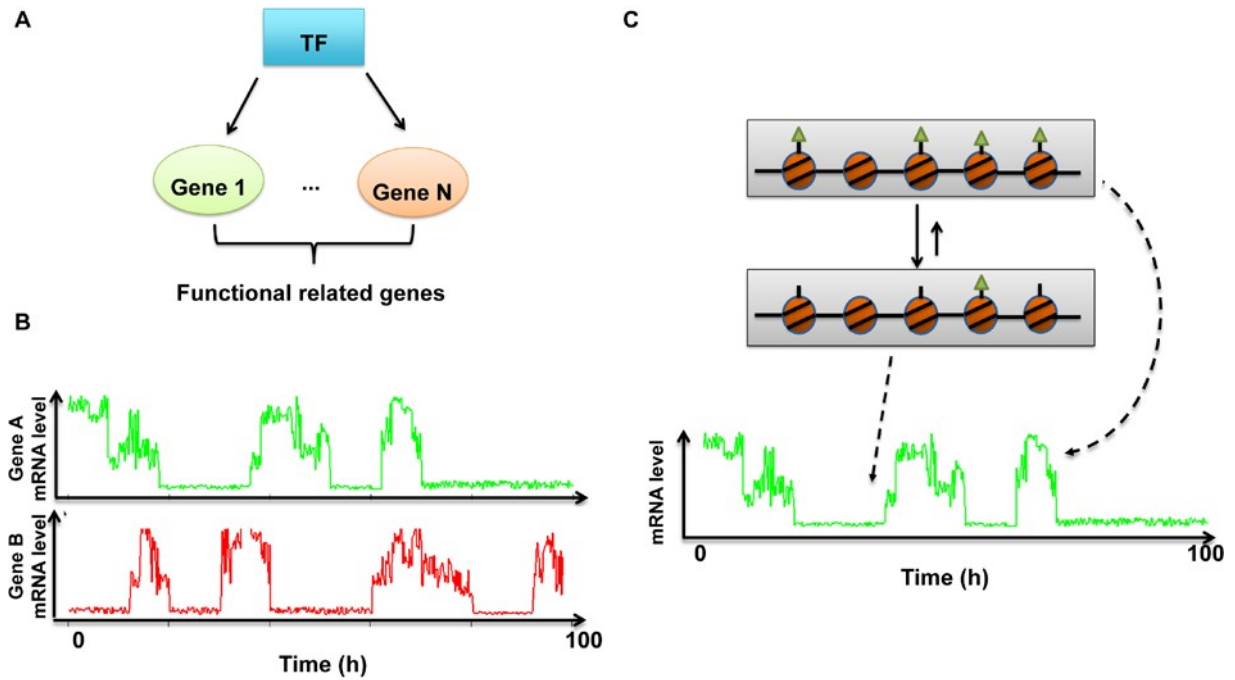 A
TF
Gene 1
...
Gene N
Functional related genes
B
Gene A
mRNA level
Gene B
mRNA level
0
100
Time (h)
C
mRNA level
0
100
Time (h)